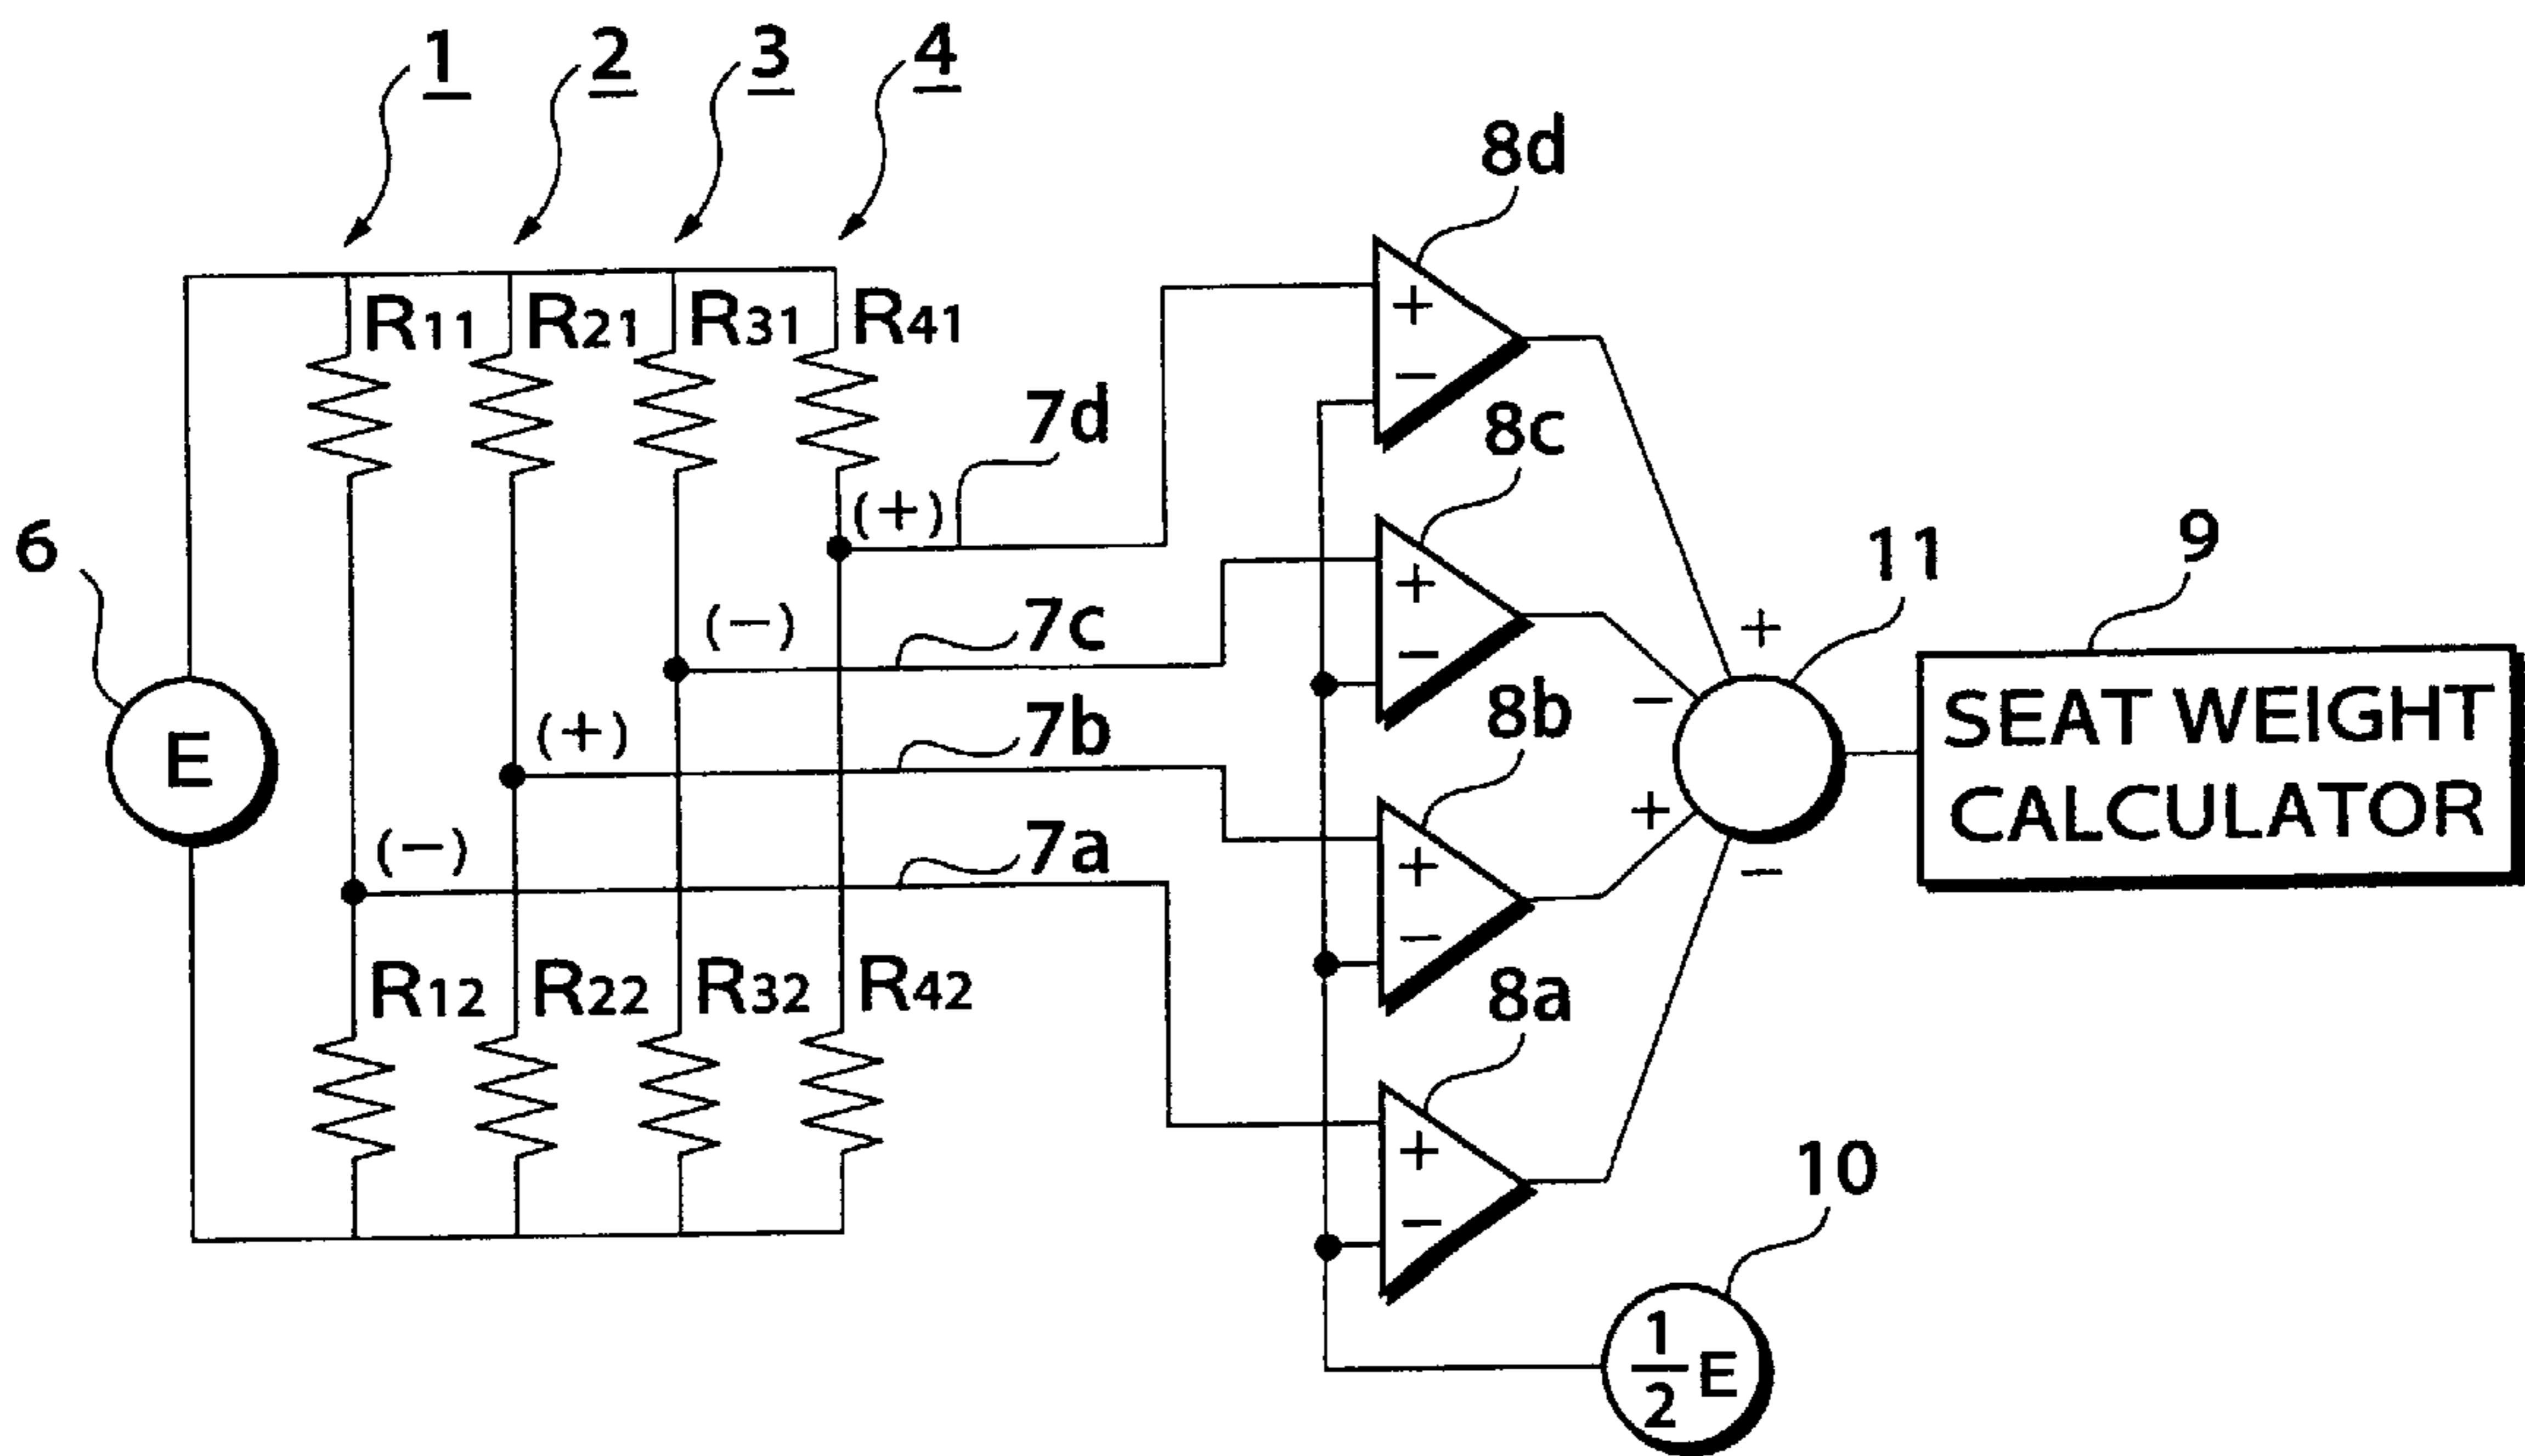 1 2 3 4
8d
R11 R21 R31 R41
+
−
7d
8c
(+)
6
11
9
+
−
7c
(−)
+
−
8b
SEAT WEIGHT
CALCULATOR
7b
(+)
E
+
−
7a
(−)
+
−
R12 R22 R32 R42
8a
+
−
10
1
2
E